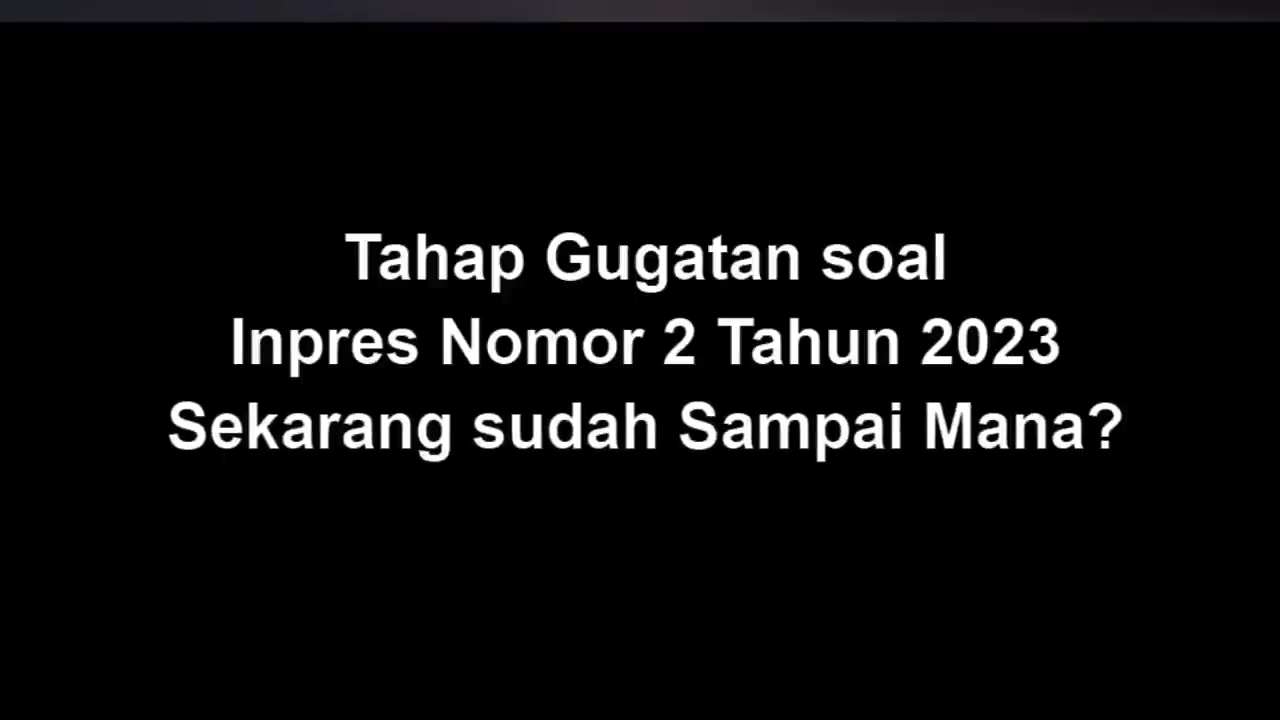 Tahap Gugatan soal
Inpres Nomor 2 Tahun 2023
Sekarang sudah Sampai Mana?